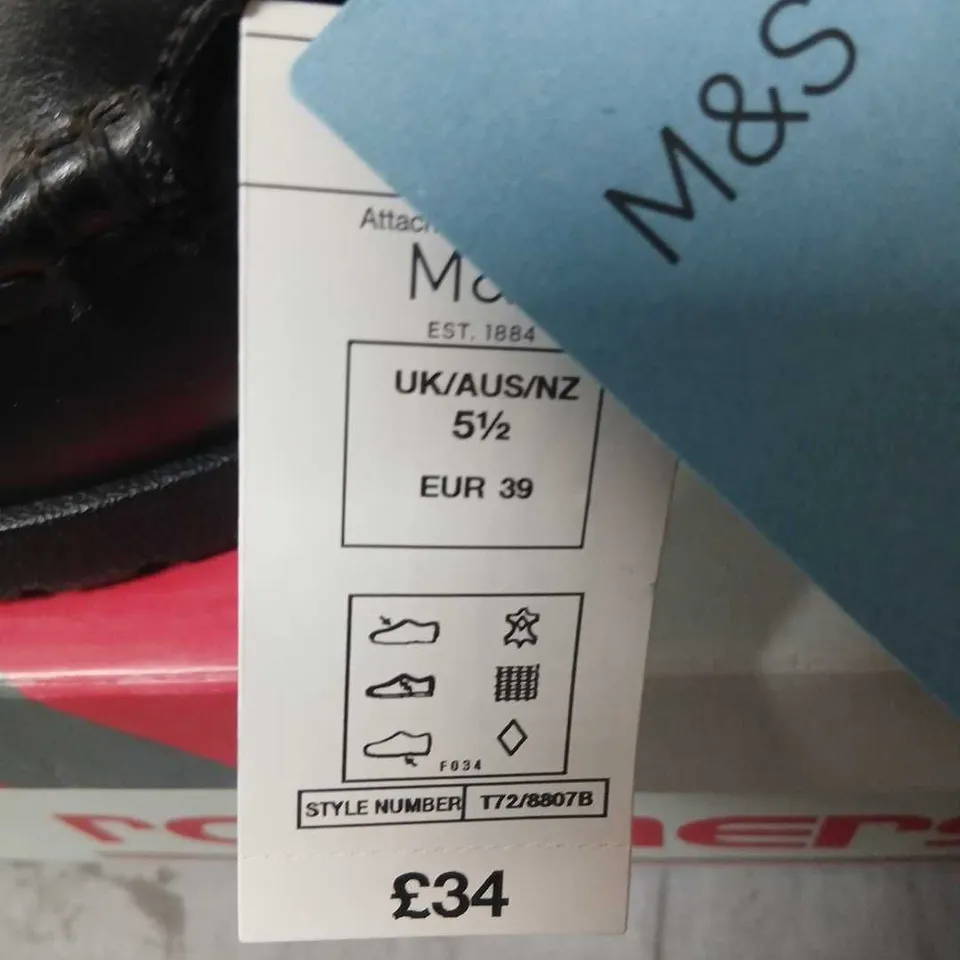 M&S
Attach
M&
EST. 1884
UK/AUS/NZ
5½
EUR 39
F034
STYLE NUMBER T72/8807B
£34